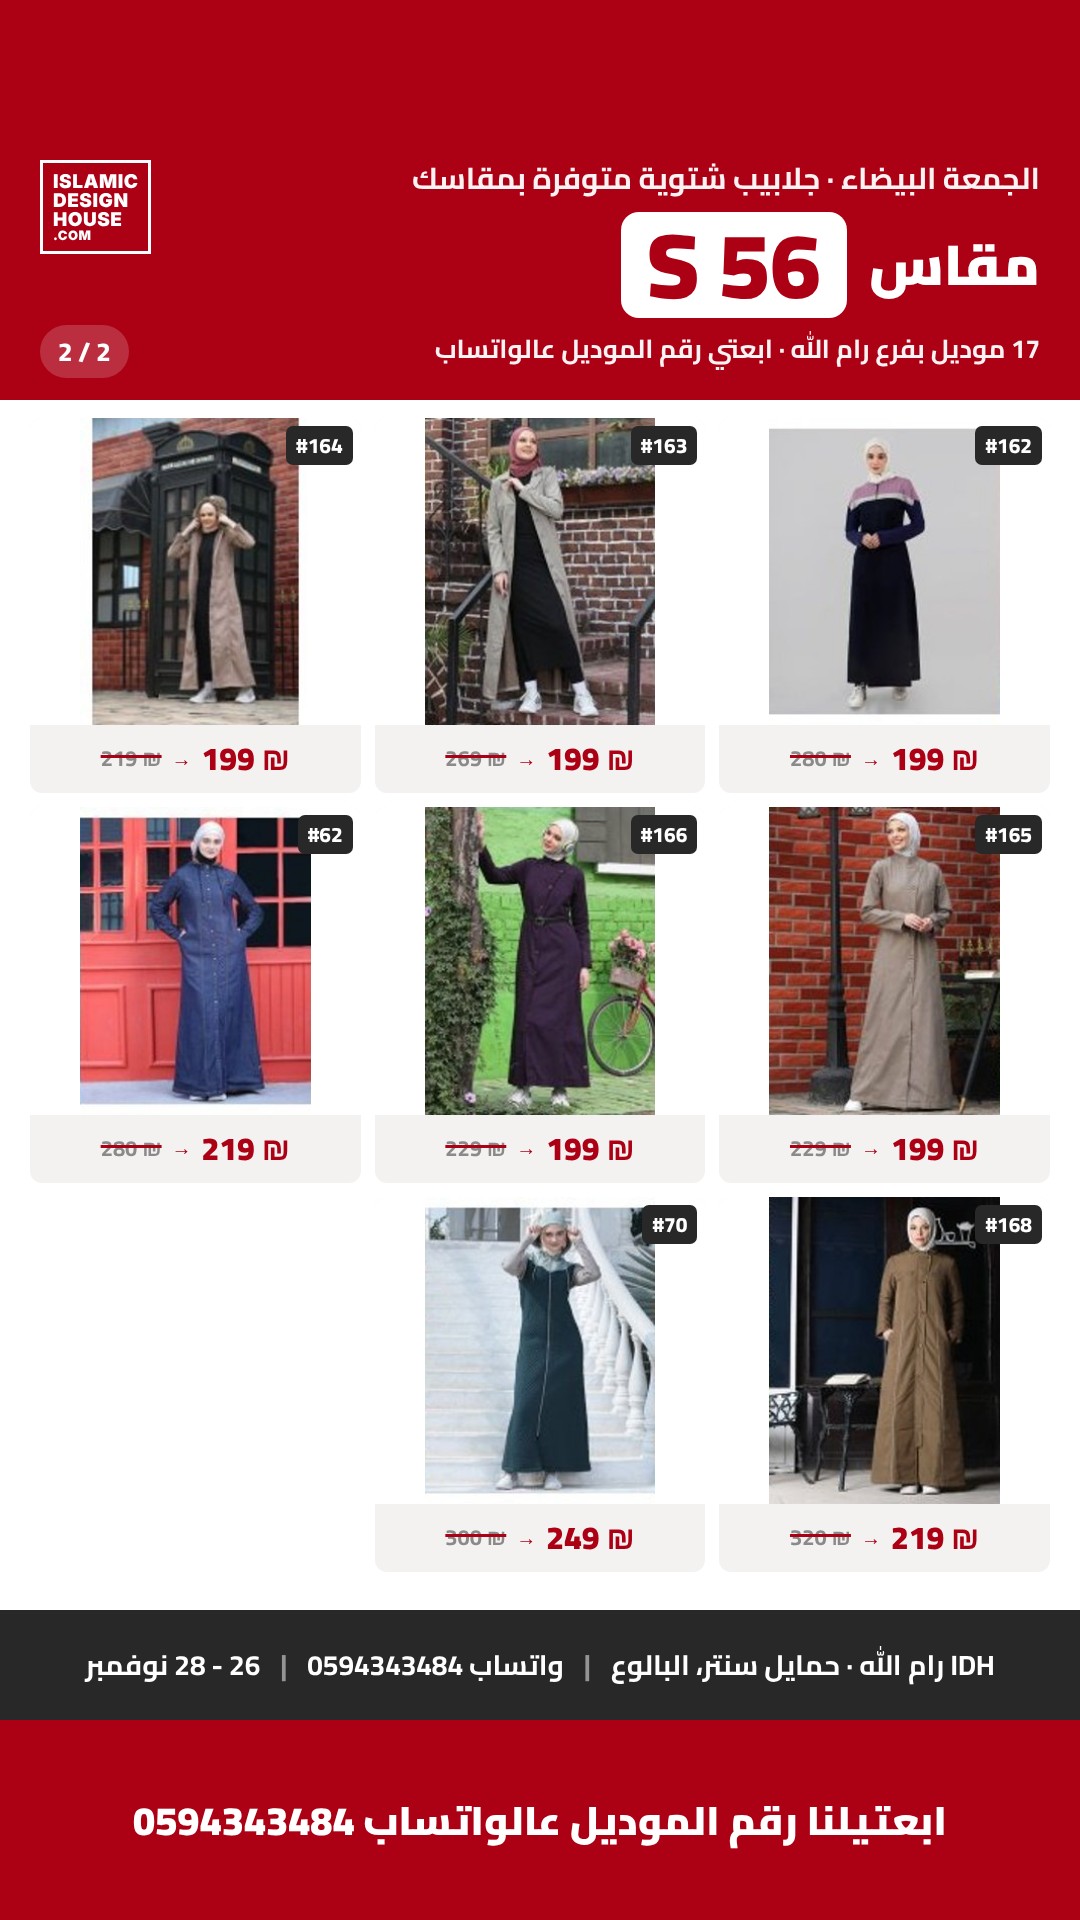 ISLAMIC
DESIGN
HOUSE
.COM
الجمعة البيضاء · جلابيب شتوية متوفرة بمقاسك
مقاس S 56
17 موديل بفرع رام الله · ابعتي رقم الموديل عالواتساب
2 / 2
#162
280 ₪ → 199 ₪
#163
269 ₪ → 199 ₪
#164
219 ₪ → 199 ₪
#165
229 ₪ → 199 ₪
#166
229 ₪ → 199 ₪
#62
280 ₪ → 219 ₪
#168
320 ₪ → 219 ₪
#70
300 ₪ → 249 ₪
IDH رام الله · حمايل سنتر، البالوع | واتساب 0594343484 | 26 - 28 نوفمبر
ابعتيلنا رقم الموديل عالواتساب 0594343484